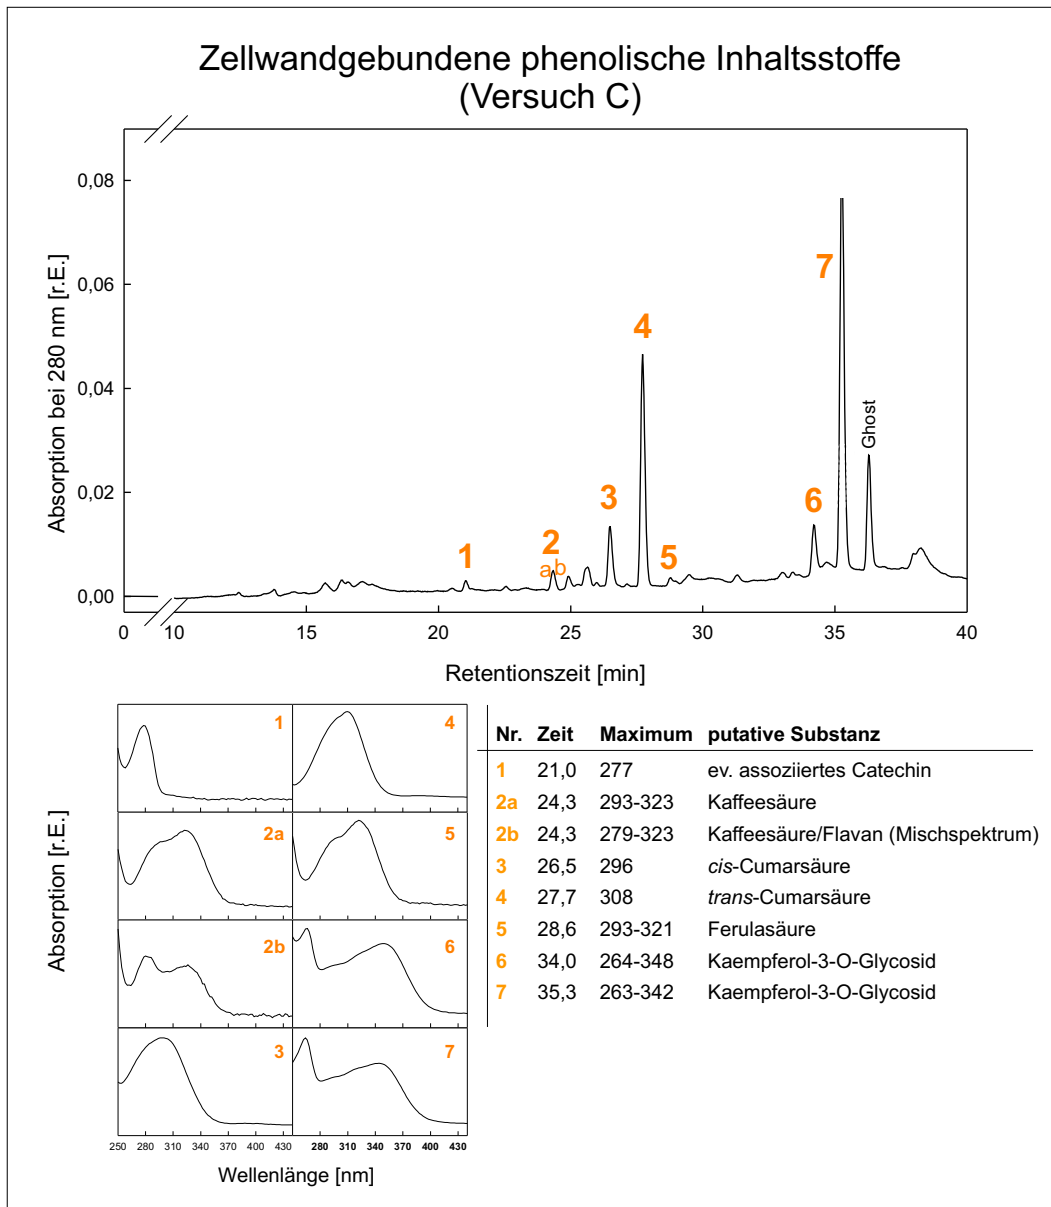 Zellwandgebundene phenolische Inhaltsstoffe
(Versuch C)
Absorption bei 280 nm [r.E.]
0,08
0,06
0,04
0,02
0,00
1
2
ab
3
4
5
6
7
Ghost
0 10 15 20 25 30 35 40
Retentionszeit [min]
Absorption [r.E.]
1 4
2a 5
2b 6
3 7
250 280 310 340 370 400 430 280 310 340 370 400 430
Wellenlänge [nm]
Nr. Zeit Maximum putative Substanz
1 21,0 277 ev. assoziiertes Catechin
2a 24,3 293-323 Kaffeesäure
2b 24,3 279-323 Kaffeesäure/Flavan (Mischspektrum)
3 26,5 296 cis-Cumarsäure
4 27,7 308 trans-Cumarsäure
5 28,6 293-321 Ferulasäure
6 34,0 264-348 Kaempferol-3-O-Glycosid
7 35,3 263-342 Kaempferol-3-O-Glycosid